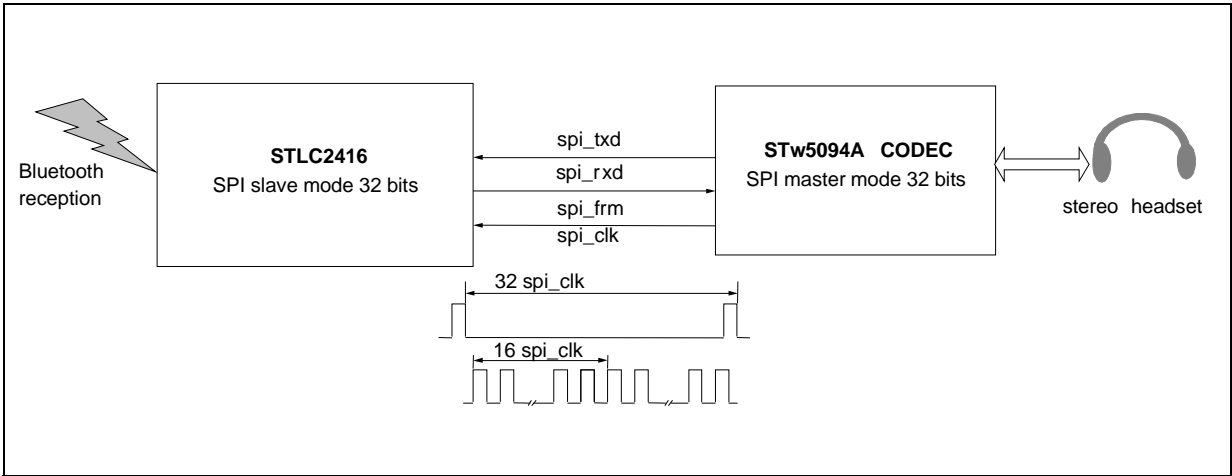 Bluetooth
reception
STLC2416
SPI slave mode 32 bits
spi_txd
spi_rxd
spi_frm
spi_clk
STw5094A CODEC
SPI master mode 32 bits
stereo headset
32 spi_clk
16 spi_clk